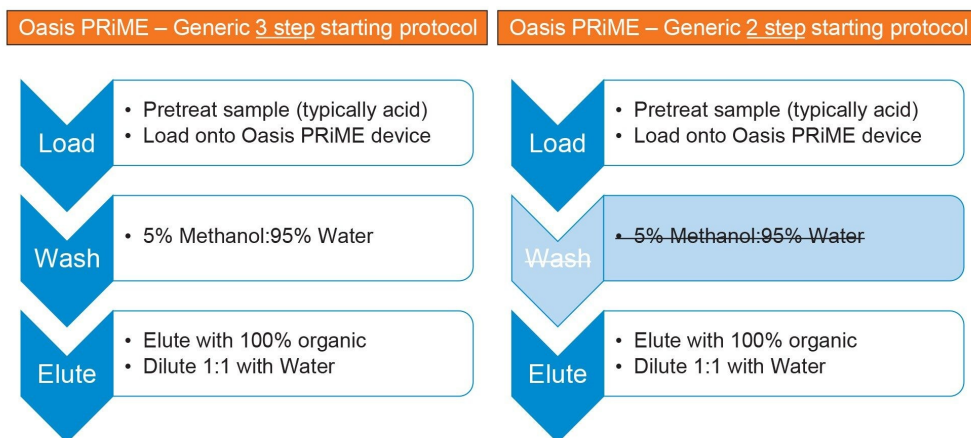 Oasis PRiME – Generic 3 step starting protocol
Load
• Pretreat sample (typically acid)
• Load onto Oasis PRiME device
Wash
• 5% Methanol:95% Water
Elute
• Elute with 100% organic
• Dilute 1:1 with Water
Oasis PRiME – Generic 2 step starting protocol
Load
• Pretreat sample (typically acid)
• Load onto Oasis PRiME device
Wash
• 5% Methanol:95% Water
Elute
• Elute with 100% organic
• Dilute 1:1 with Water